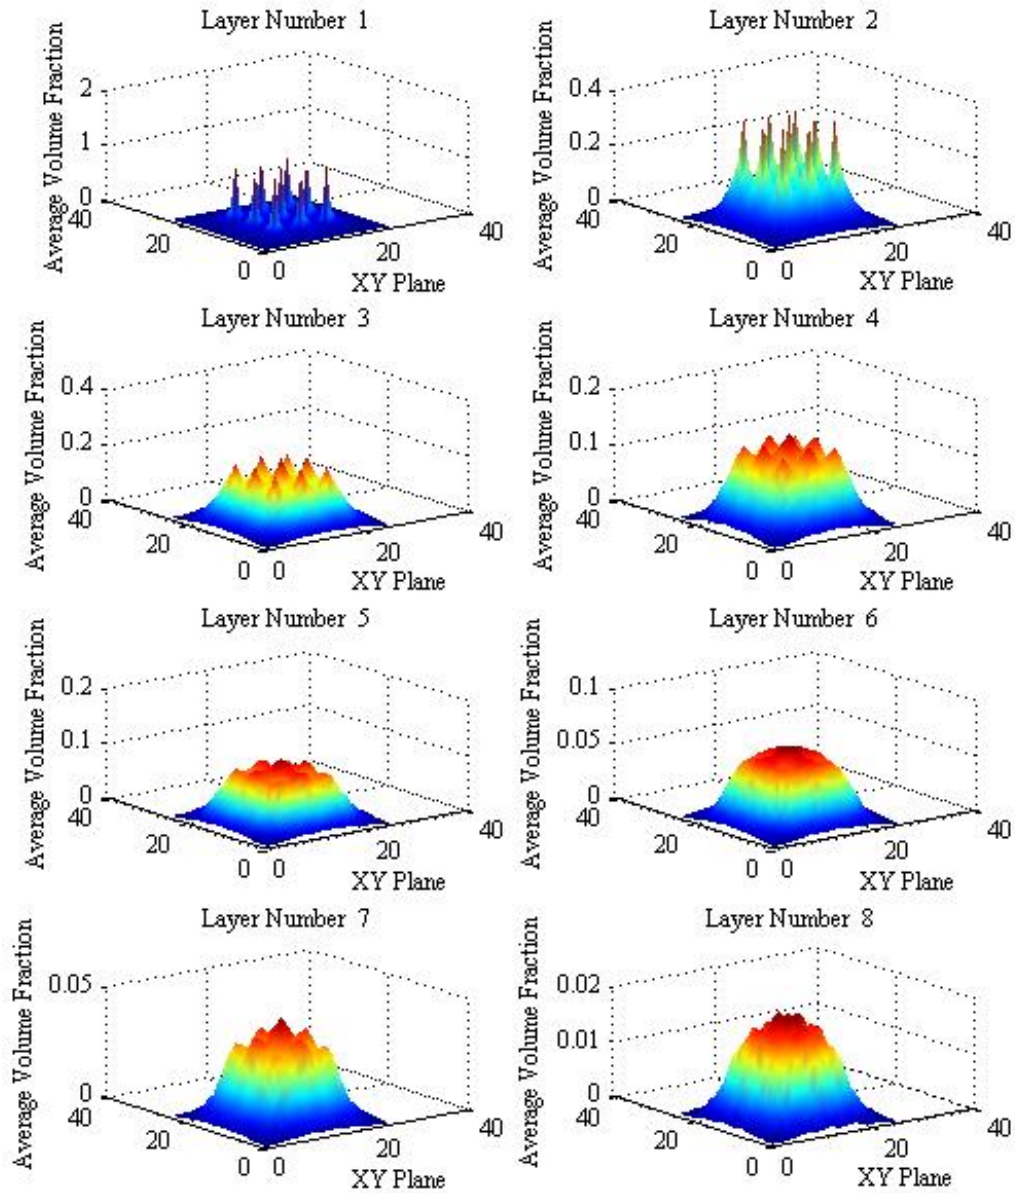 Layer Number 1
Average Volume Fraction
2
1
0
40
20
0 0
20
40
XY Plane
Layer Number 2
Average Volume Fraction
0.4
0.2
0
40
20
0 0
20
40
XY Plane
Layer Number 3
Average Volume Fraction
0.4
0.2
0
40
20
0 0
20
40
XY Plane
Layer Number 4
Average Volume Fraction
0.2
0.1
0
40
20
0 0
20
40
XY Plane
Layer Number 5
Average Volume Fraction
0.2
0.1
0
40
20
0 0
20
40
XY Plane
Layer Number 6
Average Volume Fraction
0.1
0.05
0
40
20
0 0
20
40
XY Plane
Layer Number 7
Average Volume Fraction
0.05
0
40
20
0 0
20
40
XY Plane
Layer Number 8
Average Volume Fraction
0.02
0.01
0
40
20
0 0
20
40
XY Plane